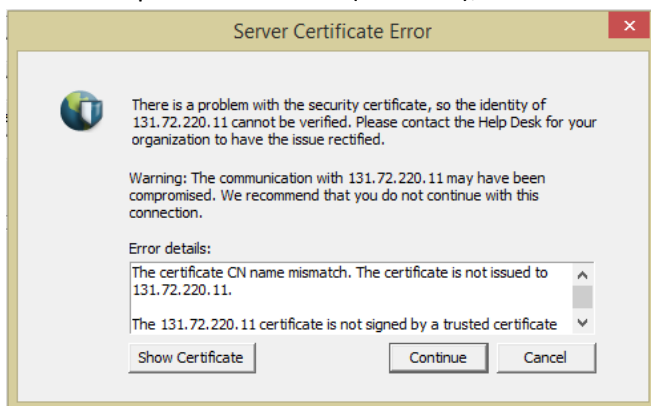 Server Certificate Error
There is a problem with the security certificate, so the identity of
131.72.220.11 cannot be verified. Please contact the Help Desk for your
organization to have the issue rectified.
Warning: The communication with 131.72.220.11 may have been
compromised. We recommend that you do not continue with this
connection.
Error details:
The certificate CN name mismatch. The certificate is not issued to
131.72.220.11.
The 131.72.220.11 certificate is not signed by a trusted certificate
Show Certificate Continue Cancel